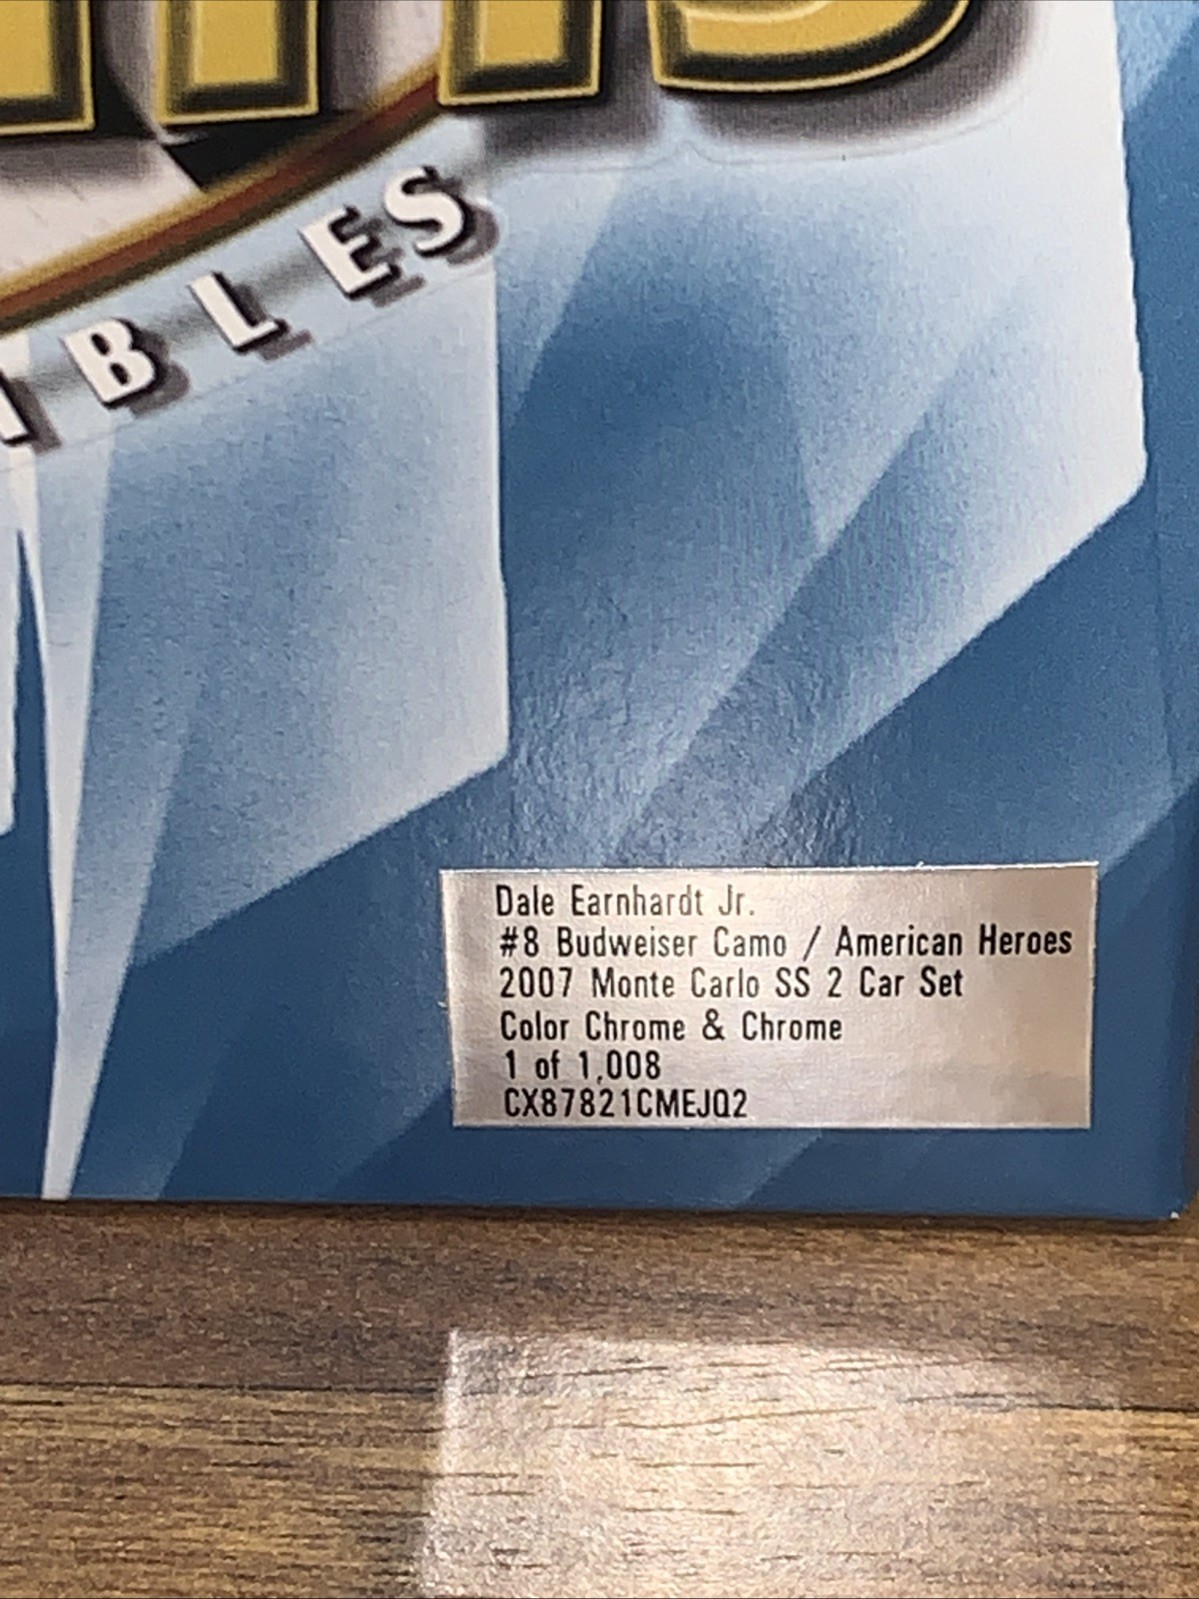 Dale Earnhardt Jr.
#8 Budweiser Camo / American Heroes
2007 Monte Carlo SS 2 Car Set
Color Chrome & Chrome
1 of 1,008
CX87821CMEJQ2